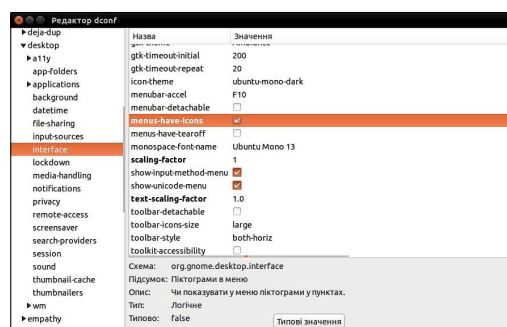 Редактор dconf
deja-dup
desktop
a11y
app-folders
applications
background
datetime
file-sharing
input-sources
interface
lockdown
media-handling
notifications
privacy
remote-access
screensaver
search-providers
session
sound
thumbnail-cache
thumbnailers
wm
empathy
Назва Значення
gtk-timeout-initial 200
gtk-timeout-repeat 20
icon-theme ubuntu-mono-dark
menubar-accel F10
menubar-detachable
menus-have-icons
menus-have-tearoff
monospace-font-name Ubuntu Mono 13
scaling-factor 1
show-input-method-menu
show-unicode-menu
text-scaling-factor 1.0
toolbar-detachable
toolbar-icons-size large
toolbar-style both-horiz
toolkit-accessibility
Схема: org.gnome.desktop.interface
Підсумок: Піктограми в меню
Опис: Чи показувати у меню піктограми у пунктах.
Тип: Логічне
Типово: false
Типові значення